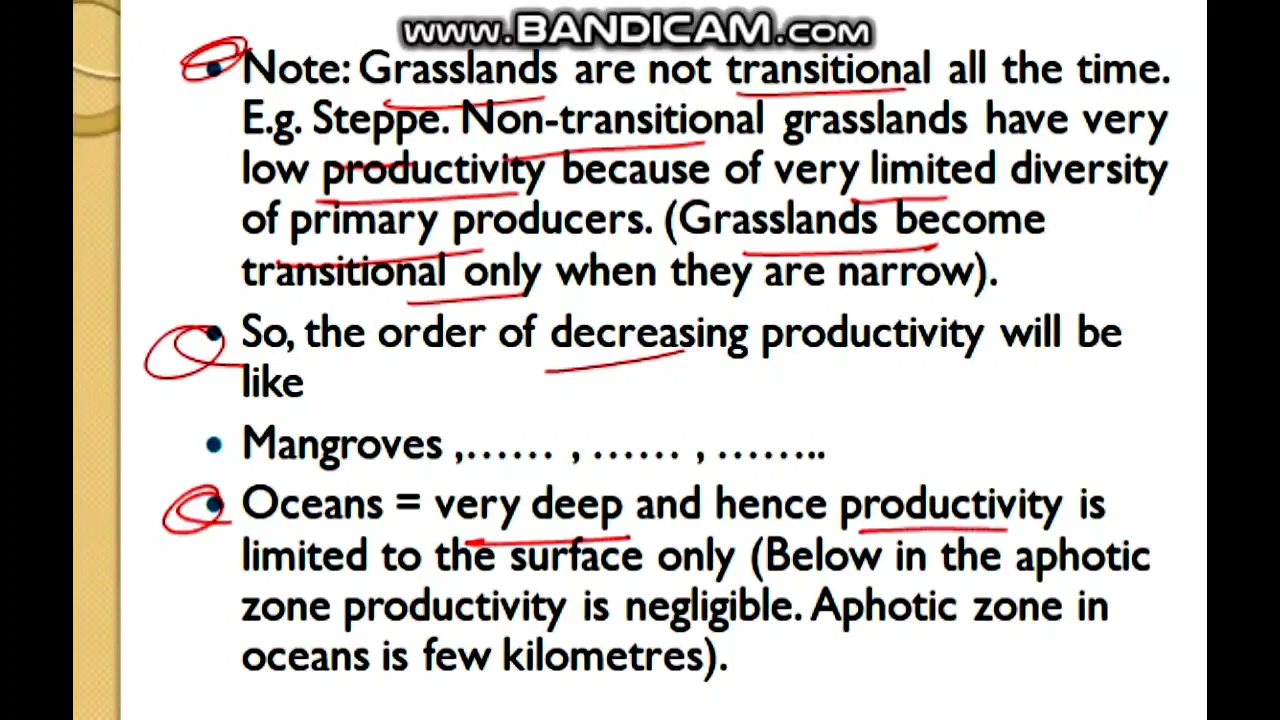 www.BANDICAM.com
Note: Grasslands are not transitional all the time.
E.g. Steppe. Non-transitional grasslands have very
low productivity because of very limited diversity
of primary producers. (Grasslands become
transitional only when they are narrow).
So, the order of decreasing productivity will be
like
Mangroves ,…… , …… , ……..
Oceans = very deep and hence productivity is
limited to the surface only (Below in the aphotic
zone productivity is negligible. Aphotic zone in
oceans is few kilometres).